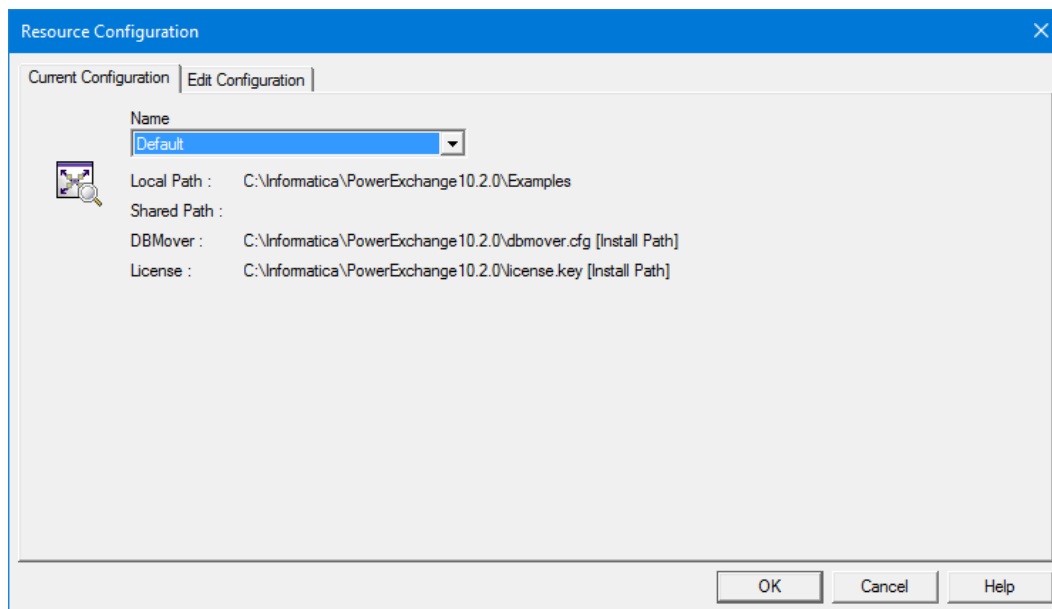 Resource Configuration
Current Configuration
Edit Configuration
Name
Default
Local Path : C:\Informatica\PowerExchange10.2.0\Examples
Shared Path :
DBMover : C:\Informatica\PowerExchange10.2.0\dbmover.cfg [Install Path]
License : C:\Informatica\PowerExchange10.2.0\license.key [Install Path]
OK
Cancel
Help